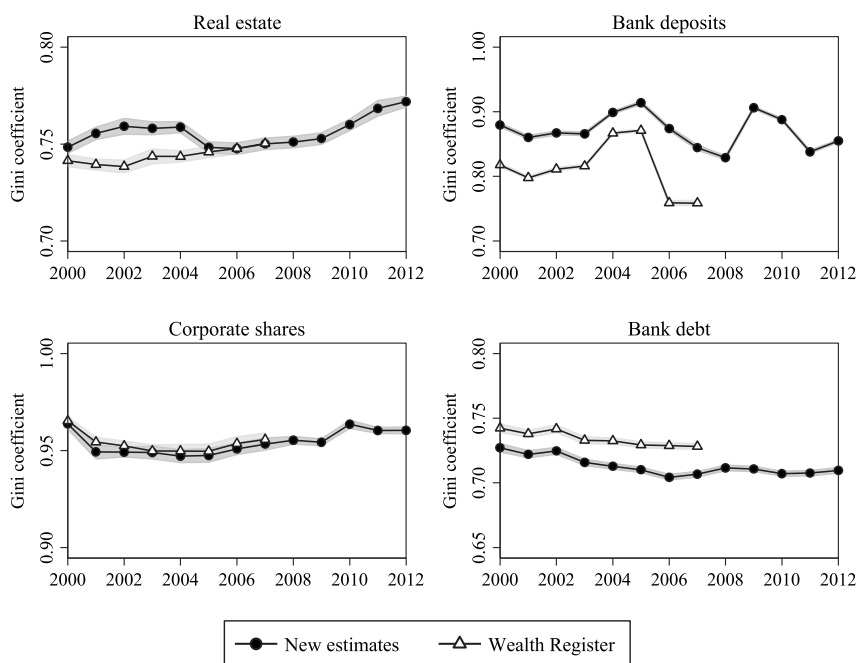 Real estate
Gini coefficient
0.80
0.75
0.70
2000 2002 2004 2006 2008 2010 2012
Bank deposits
Gini coefficient
1.00
0.90
0.80
0.70
2000 2002 2004 2006 2008 2010 2012
Corporate shares
Gini coefficient
1.00
0.95
0.90
2000 2002 2004 2006 2008 2010 2012
Bank debt
Gini coefficient
0.80
0.75
0.70
0.65
2000 2002 2004 2006 2008 2010 2012
New estimates Wealth Register